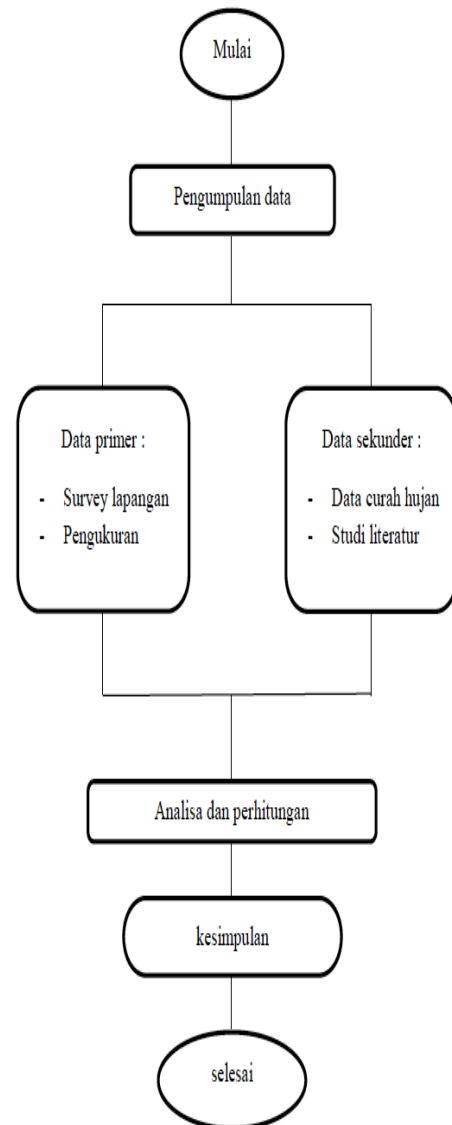 Mulai
Pengumpulan data
Data primer :
- Survey lapangan
- Pengukuran
Data sekunder :
- Data curah hujan
- Studi literatur
Analisa dan perhitungan
kesimpulan
selesai